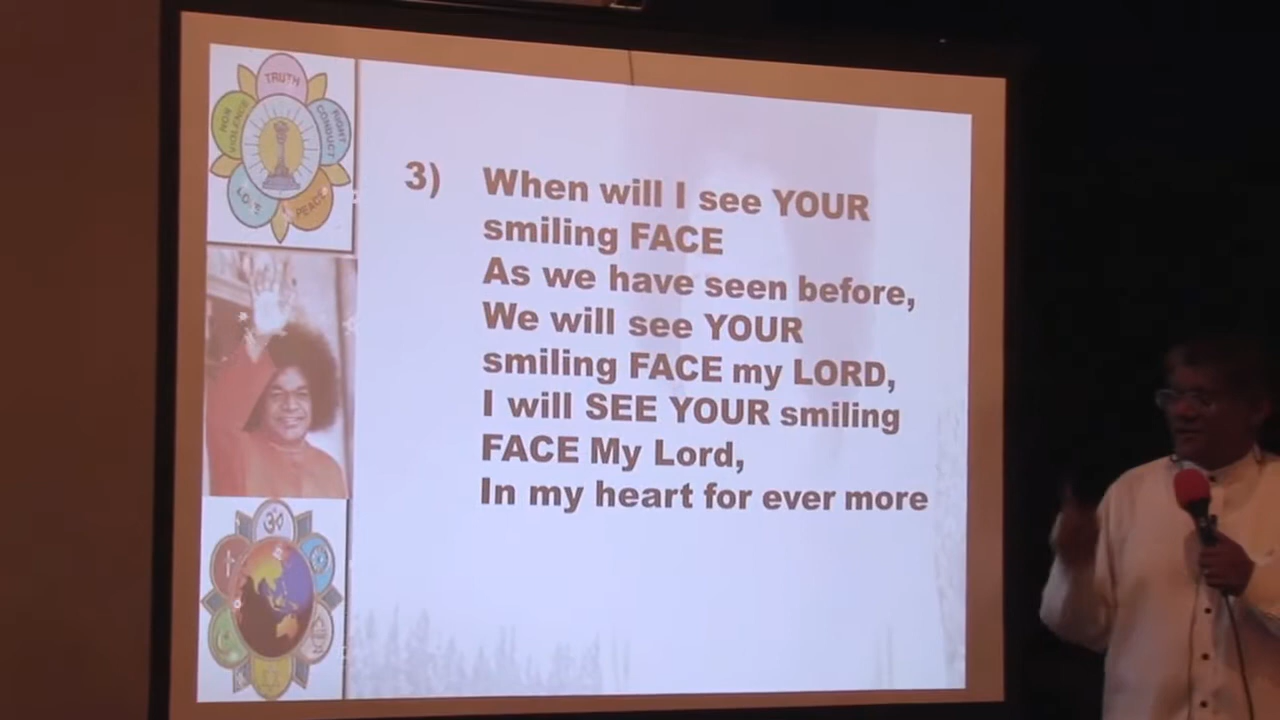 TRUTH
RIGHT CONDUCT
PEACE
LOVE
NON VIOLENCE
3) When will I see YOUR
smiling FACE
As we have seen before,
We will see YOUR
smiling FACE my LORD,
I will SEE YOUR smiling
FACE My Lord,
In my heart for ever more
ॐ